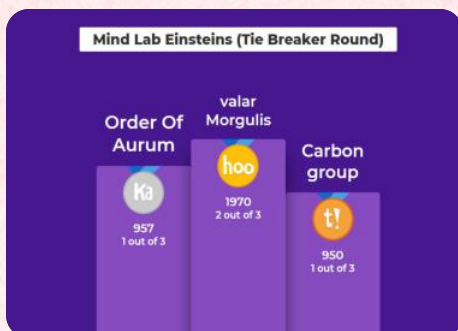 Mind Lab Einsteins (Tie Breaker Round)
Order Of
Aurum
Ka
957
1 out of 3
valar
Morgulis
hoo
1970
2 out of 3
Carbon
group
t!
950
1 out of 3